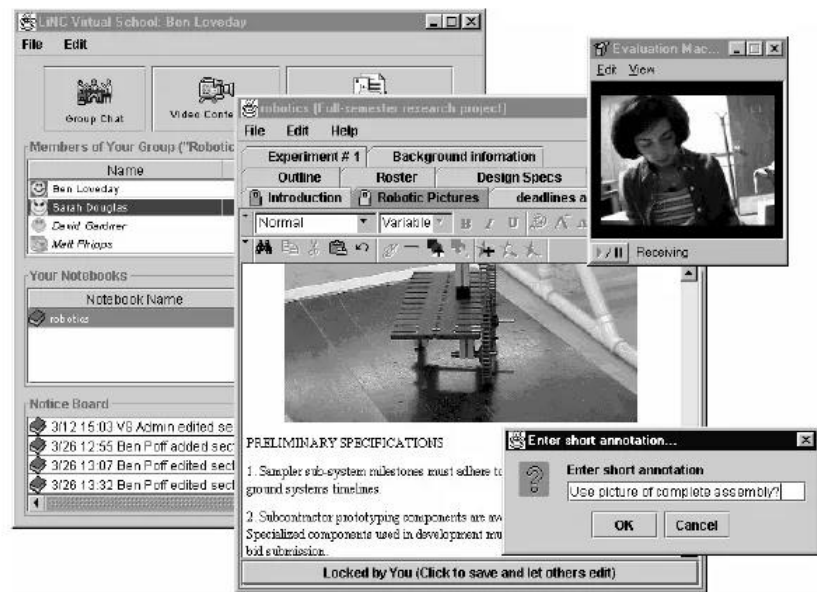 LiNC Virtual School: Ben Loveday
File Edit
Group Chat
Video Confe
Members of Your Group ("Robotic
Name
Ben Loveday
Sarah Douglas
David Gardner
Matt Phipps
Your Notebooks
Notebook Name
robotics
Notice Board
3/12 15:03 VS Admin edited se
3/26 12:55 Ben Poff added sec
3/26 13:07 Ben Poff edited sect
3/26 13:32 Ben Poff edited sect
robotics (Full-semester research project)
File Edit Help
Experiment # 1 Background infomation
Outline Roster Design Specs
Introduction Robotic Pictures deadlines a
Normal Variable B I U
PRELIMINARY SPECIFICATIONS
1. Sampler sub-system milestones must adhere to
ground systems timelines.
2. Subcontractor prototyping components are av
Specialized components used in development mu
bid submission.
Locked by You (Click to save and let others edit)
Evaluation Mac...
Edit View
Receiving
Enter short annotation...
Enter short annotation
Use picture of complete assembly?
OK Cancel